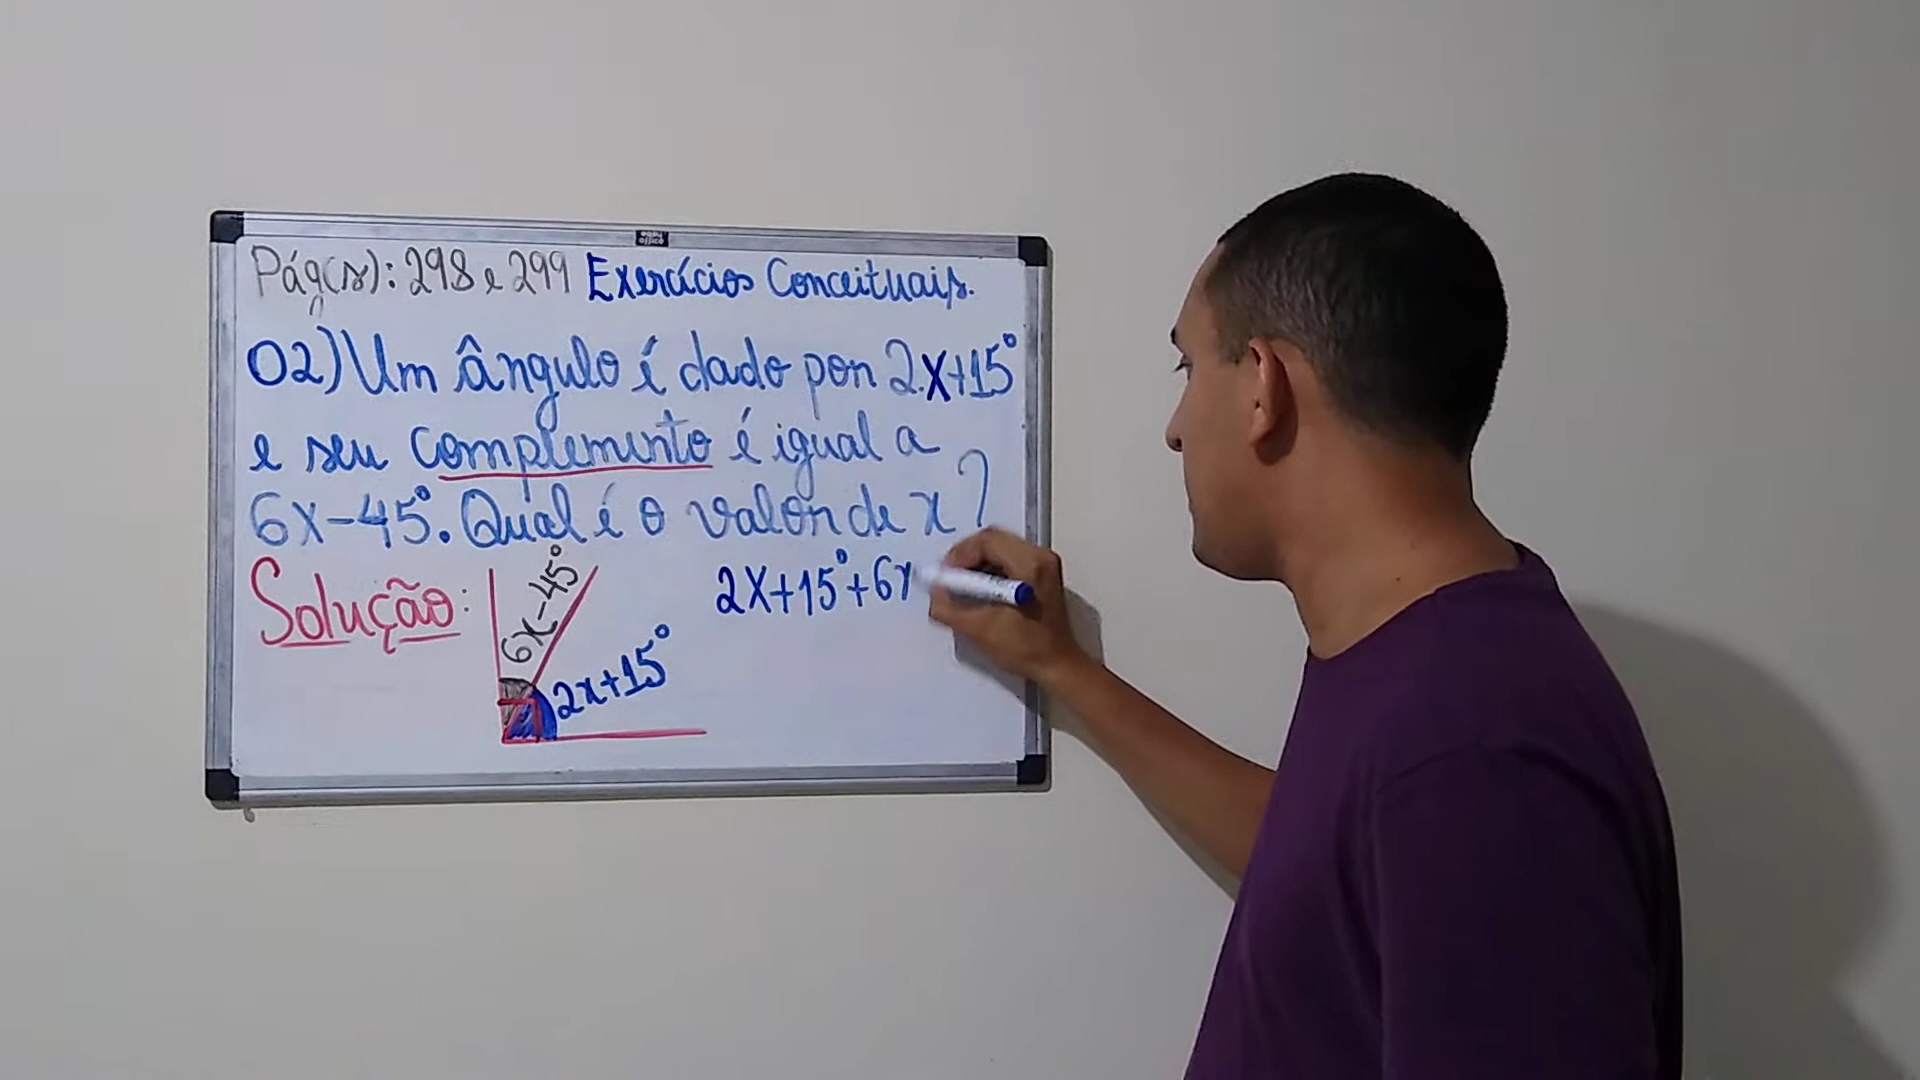 Pág(s): 298 e 299 Exercícios Conceituais.
02) Um ângulo é dado por 2.x+15°
e seu complemento é igual a
6x-45°. Qual é o valor de x?
Solução:
6x-45°
2x+15°
2x+15°+6x